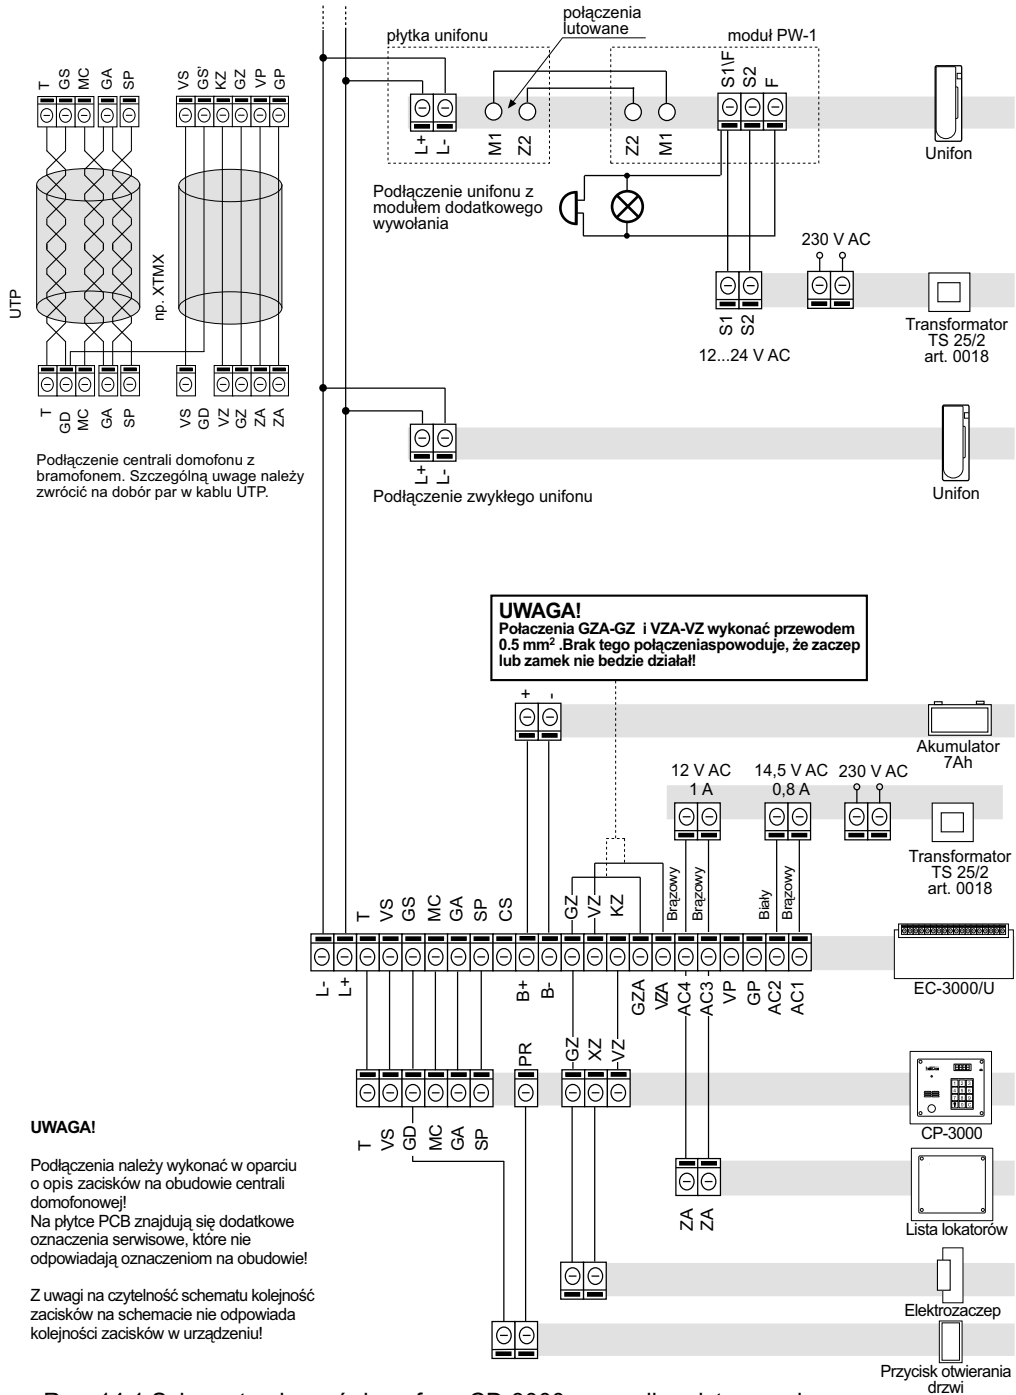 połączenia
lutowane
płytka unifonu
moduł PW-1
T GS MC GA SP
VS GS' KZ GZ VP GP
L+ L- M1 Z2 Z2 M1
S1\F S2 F
Unifon
Podłączenie unifonu z
modułem dodatkowego
wywołania
UTP
np. XTMX
230 V AC
S1 S2
12...24 V AC
Transformator
TS 25/2
art. 0018
T GD MC GA SP
VS GD VZ GZ ZA ZA
L+ L-
Podłączenie centrali domofonu z
bramofonem. Szczególną uwage należy
zwrócić na dobór par w kablu UTP.
Podłączenie zwykłego unifonu
Unifon
UWAGA!
Połaczenia GZA-GZ i VZA-VZ wykonać przewodem
0.5 mm² .Brak tego połączeniaspowoduje, że zaczep
lub zamek nie bedzie działał!
+ -
Akumulator
7Ah
12 V AC
1 A
14,5 V AC
0,8 A
230 V AC
Transformator
TS 25/2
art. 0018
Brązowy Brązowy Biały Brązowy
T VS GS MC GA SP CS GZ VZ KZ
L- L+ B+ B- GZA VZA AC4 AC3 VP GP AC2 AC1
EC-3000/U
PR GZ XZ VZ
CP-3000
T VS GD MC GA SP
ZA ZA
Lista lokatorów
Elektrozaczep
Przycisk otwierania
drzwi
UWAGA!
Podłączenia należy wykonać w oparciu
o opis zacisków na obudowie centrali
domofonowej!
Na płytce PCB znajdują się dodatkowe
oznaczenia serwisowe, które nie
odpowiadają oznaczeniom na obudowie!
Z uwagi na czytelność schematu kolejność
zacisków na schemacie nie odpowiada
kolejności zacisków w urządzeniu!